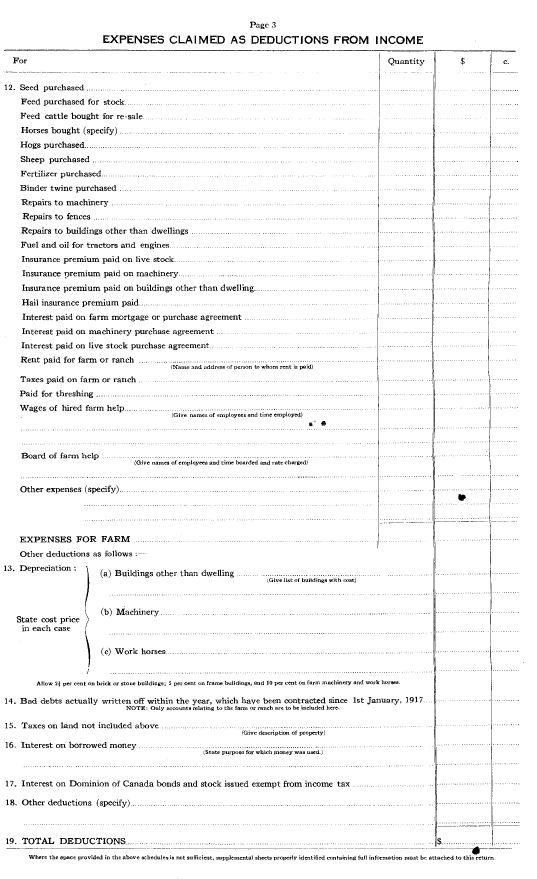 Page 3
EXPENSES CLAIMED AS DEDUCTIONS FROM INCOME
For Quantity $ c.
12. Seed purchased
Feed purchased for stock
Feed cattle bought for re-sale
Horses bought (specify)
Hogs purchased
Sheep purchased
Fertilizer purchased
Binder twine purchased
Repairs to machinery
Repairs to fences
Repairs to buildings other than dwellings
Fuel and oil for tractors and engines
Insurance premium paid on live stock
Insurance premium paid on machinery
Insurance premium paid on buildings other than dwelling
Hail insurance premium paid
Interest paid on farm mortgage or purchase agreement
Interest paid on machinery purchase agreement
Interest paid on live stock purchase agreement
Rent paid for farm or ranch
(Name and address of person to whom rent is paid)
Taxes paid on farm or ranch
Paid for threshing
Wages of hired farm help
(Give names of employees and time employed)
Board of farm help
(Give names of employees and time boarded and rate charged)
Other expenses (specify)
EXPENSES FOR FARM
Other deductions as follows :—
13. Depreciation : (a) Buildings other than dwelling
(Give list of buildings with cost)
State cost price in each case
(b) Machinery
(c) Work horses
Allow 2½ per cent on brick or stone buildings; 5 per cent on frame buildings, and 10 per cent on farm machinery and work horses.
14. Bad debts actually written off within the year, which have been contracted since 1st January, 1917
NOTE: Only accounts relating to the farm or ranch are to be included here.
15. Taxes on land not included above
(Give description of property)
16. Interest on borrowed money
(State purpose for which money was used.)
17. Interest on Dominion of Canada bonds and stock issued exempt from income tax
18. Other deductions (specify)
19. TOTAL DEDUCTIONS $
Where the space provided in the above schedules is not sufficient, supplemental sheets properly identified containing full information must be attached to this return.